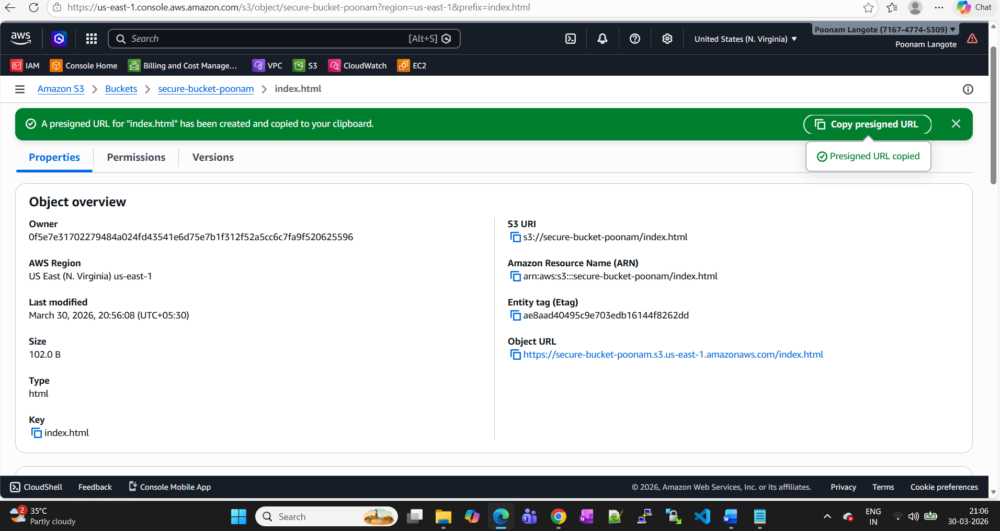 https://us-east-1.console.aws.amazon.com/s3/object/secure-bucket-poonam?region=us-east-1&prefix=index.html
Chat
aws
Search
[Alt+S]
United States (N. Virginia)
Poonam Langote (7167-4774-5309)
Poonam Langote
IAM
Console Home
Billing and Cost Manage...
VPC
S3
CloudWatch
EC2
Amazon S3
Buckets
secure-bucket-poonam
index.html
A presigned URL for "index.html" has been created and copied to your clipboard.
Copy presigned URL
Presigned URL copied
Properties
Permissions
Versions
Object overview
Owner
0f5e7e31702279484a024fd43541e6d75e7b1f312f52a5cc6c7fa9f520625596
AWS Region
US East (N. Virginia) us-east-1
Last modified
March 30, 2026, 20:56:08 (UTC+05:30)
Size
102.0 B
Type
html
Key
index.html
S3 URI
s3://secure-bucket-poonam/index.html
Amazon Resource Name (ARN)
arn:aws:s3:::secure-bucket-poonam/index.html
Entity tag (Etag)
ae8aad40495c9e703edb16144f8262dd
Object URL
https://secure-bucket-poonam.s3.us-east-1.amazonaws.com/index.html
CloudShell
Feedback
Console Mobile App
© 2026, Amazon Web Services, Inc. or its affiliates.
Privacy
Terms
Cookie preferences
2
35°C
Partly cloudy
Search
ENG
IN
21:06
30-03-2026